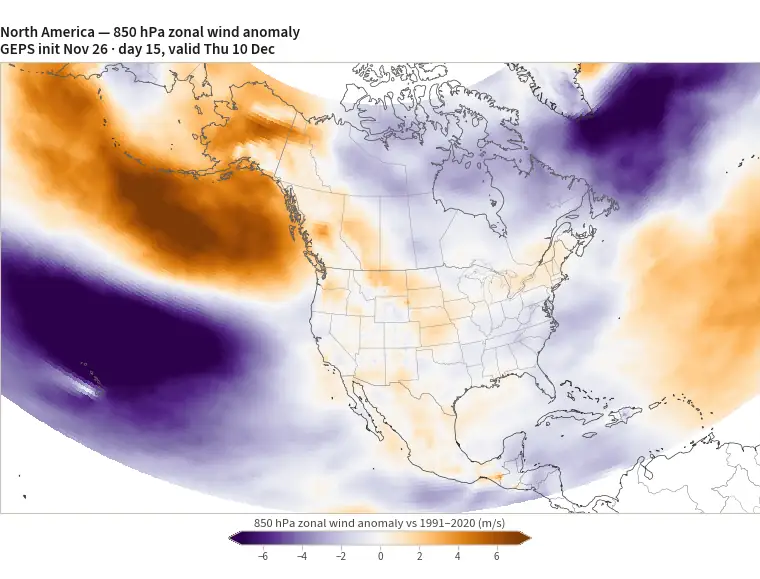 North America — 850 hPa zonal wind anomaly
GEPS init Nov 26 · day 15, valid Thu 10 Dec
850 hPa zonal wind anomaly vs 1991–2020 (m/s)
−6 −4 −2 0 2 4 6